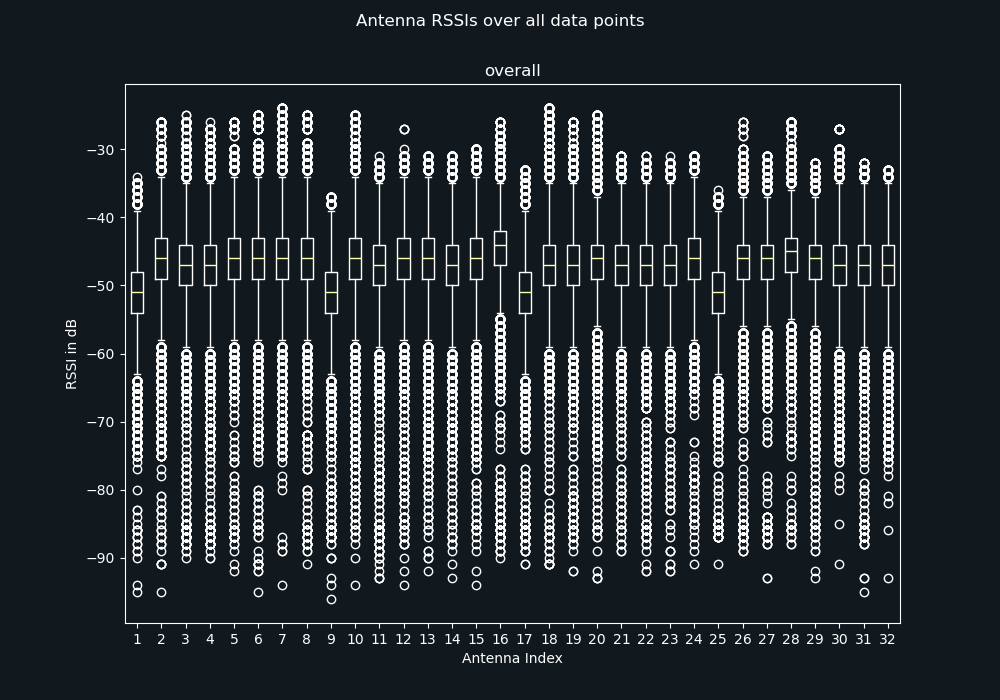 Antenna RSSIs over all data points
overall
RSSI in dB
−30
−40
−50
−60
−70
−80
−90
1 2 3 4 5 6 7 8 9 10 11 12 13 14 15 16 17 18 19 20 21 22 23 24 25 26 27 28 29 30 31 32
Antenna Index